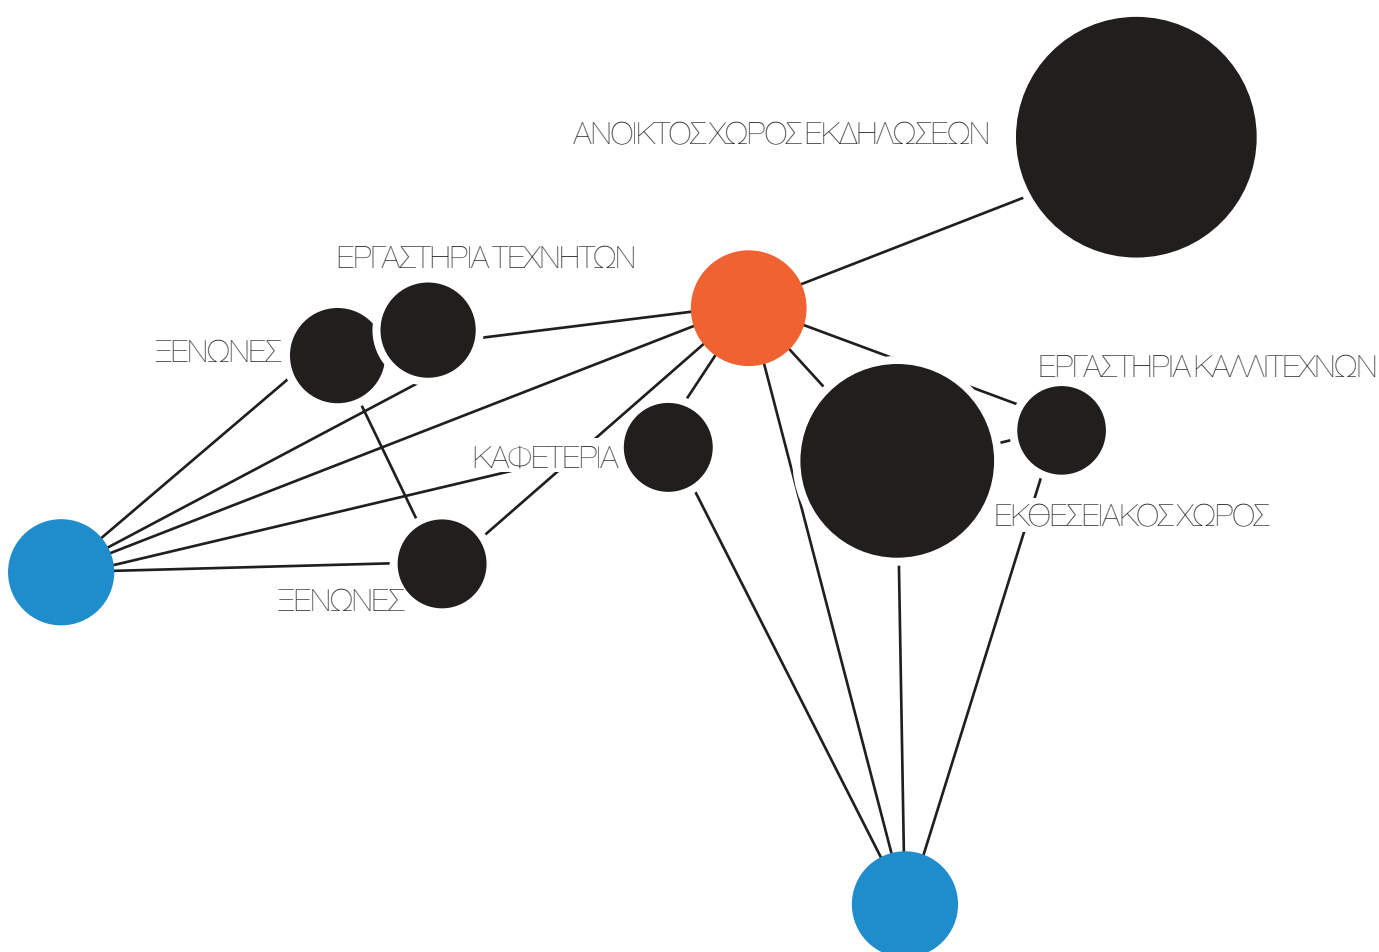 ΑΝΟΙΚΤΟΣ ΧΩΡΟΣ ΕΚΔΗΛΩΣΕΩΝ
ΕΡΓΑΣΤΗΡΙΑ ΤΕΧΝΗΤΩΝ
ΞΕΝΩΝΕΣ
ΕΡΓΑΣΤΗΡΙΑ ΚΑΛΛΙΤΕΧΝΩΝ
ΚΑΦΕΤΕΡΙΑ
ΕΚΘΕΣΕΙΑΚΟΣ ΧΩΡΟΣ
ΞΕΝΩΝΕΣ